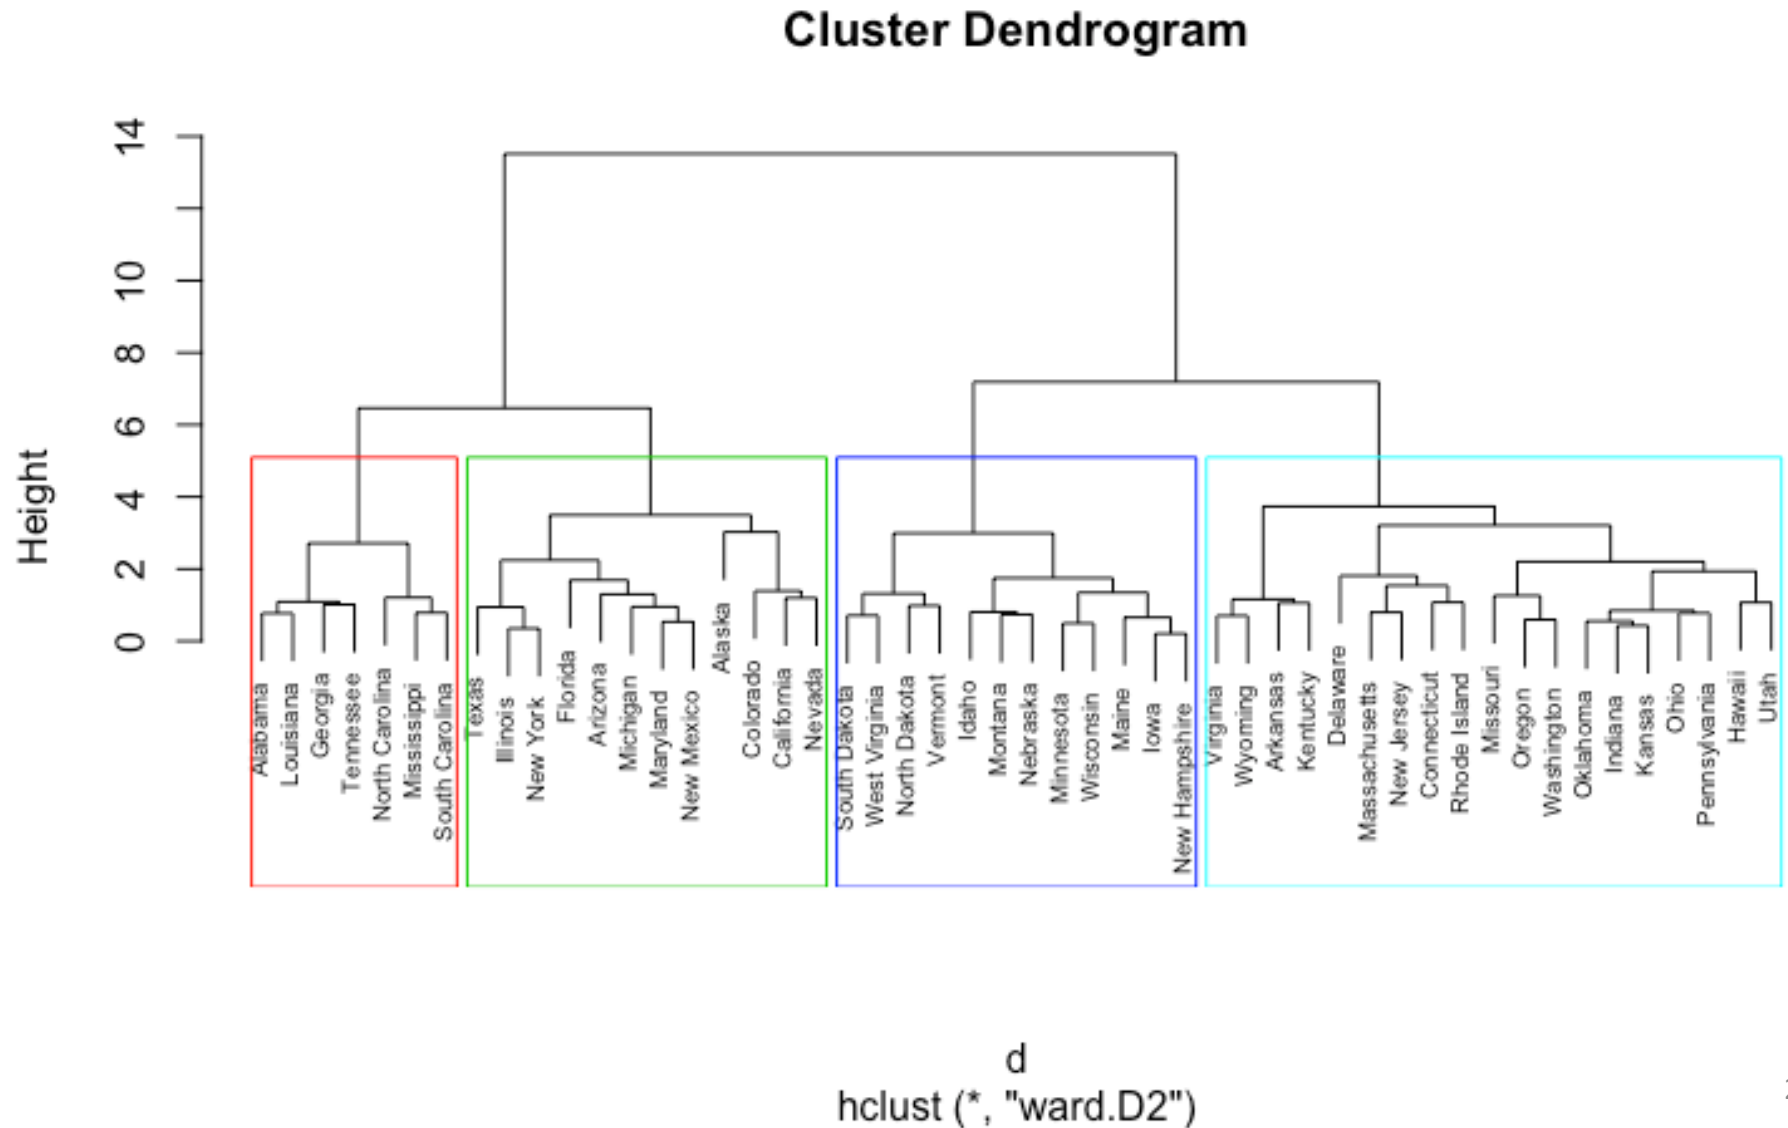 Cluster Dendrogram
Height
14
10
8
6
4
2
0
Alabama
Louisiana
Georgia
Tennessee
North Carolina
Mississippi
South Carolina
Texas
Illinois
New York
Florida
Arizona
Michigan
Maryland
New Mexico
Alaska
Colorado
California
Nevada
South Dakota
West Virginia
North Dakota
Vermont
Idaho
Montana
Nebraska
Minnesota
Wisconsin
Maine
Iowa
New Hampshire
Virginia
Wyoming
Arkansas
Kentucky
Delaware
Massachusetts
New Jersey
Connecticut
Rhode Island
Missouri
Oregon
Washington
Oklahoma
Indiana
Kansas
Ohio
Pennsylvania
Hawaii
Utah
d
hclust (*, "ward.D2")